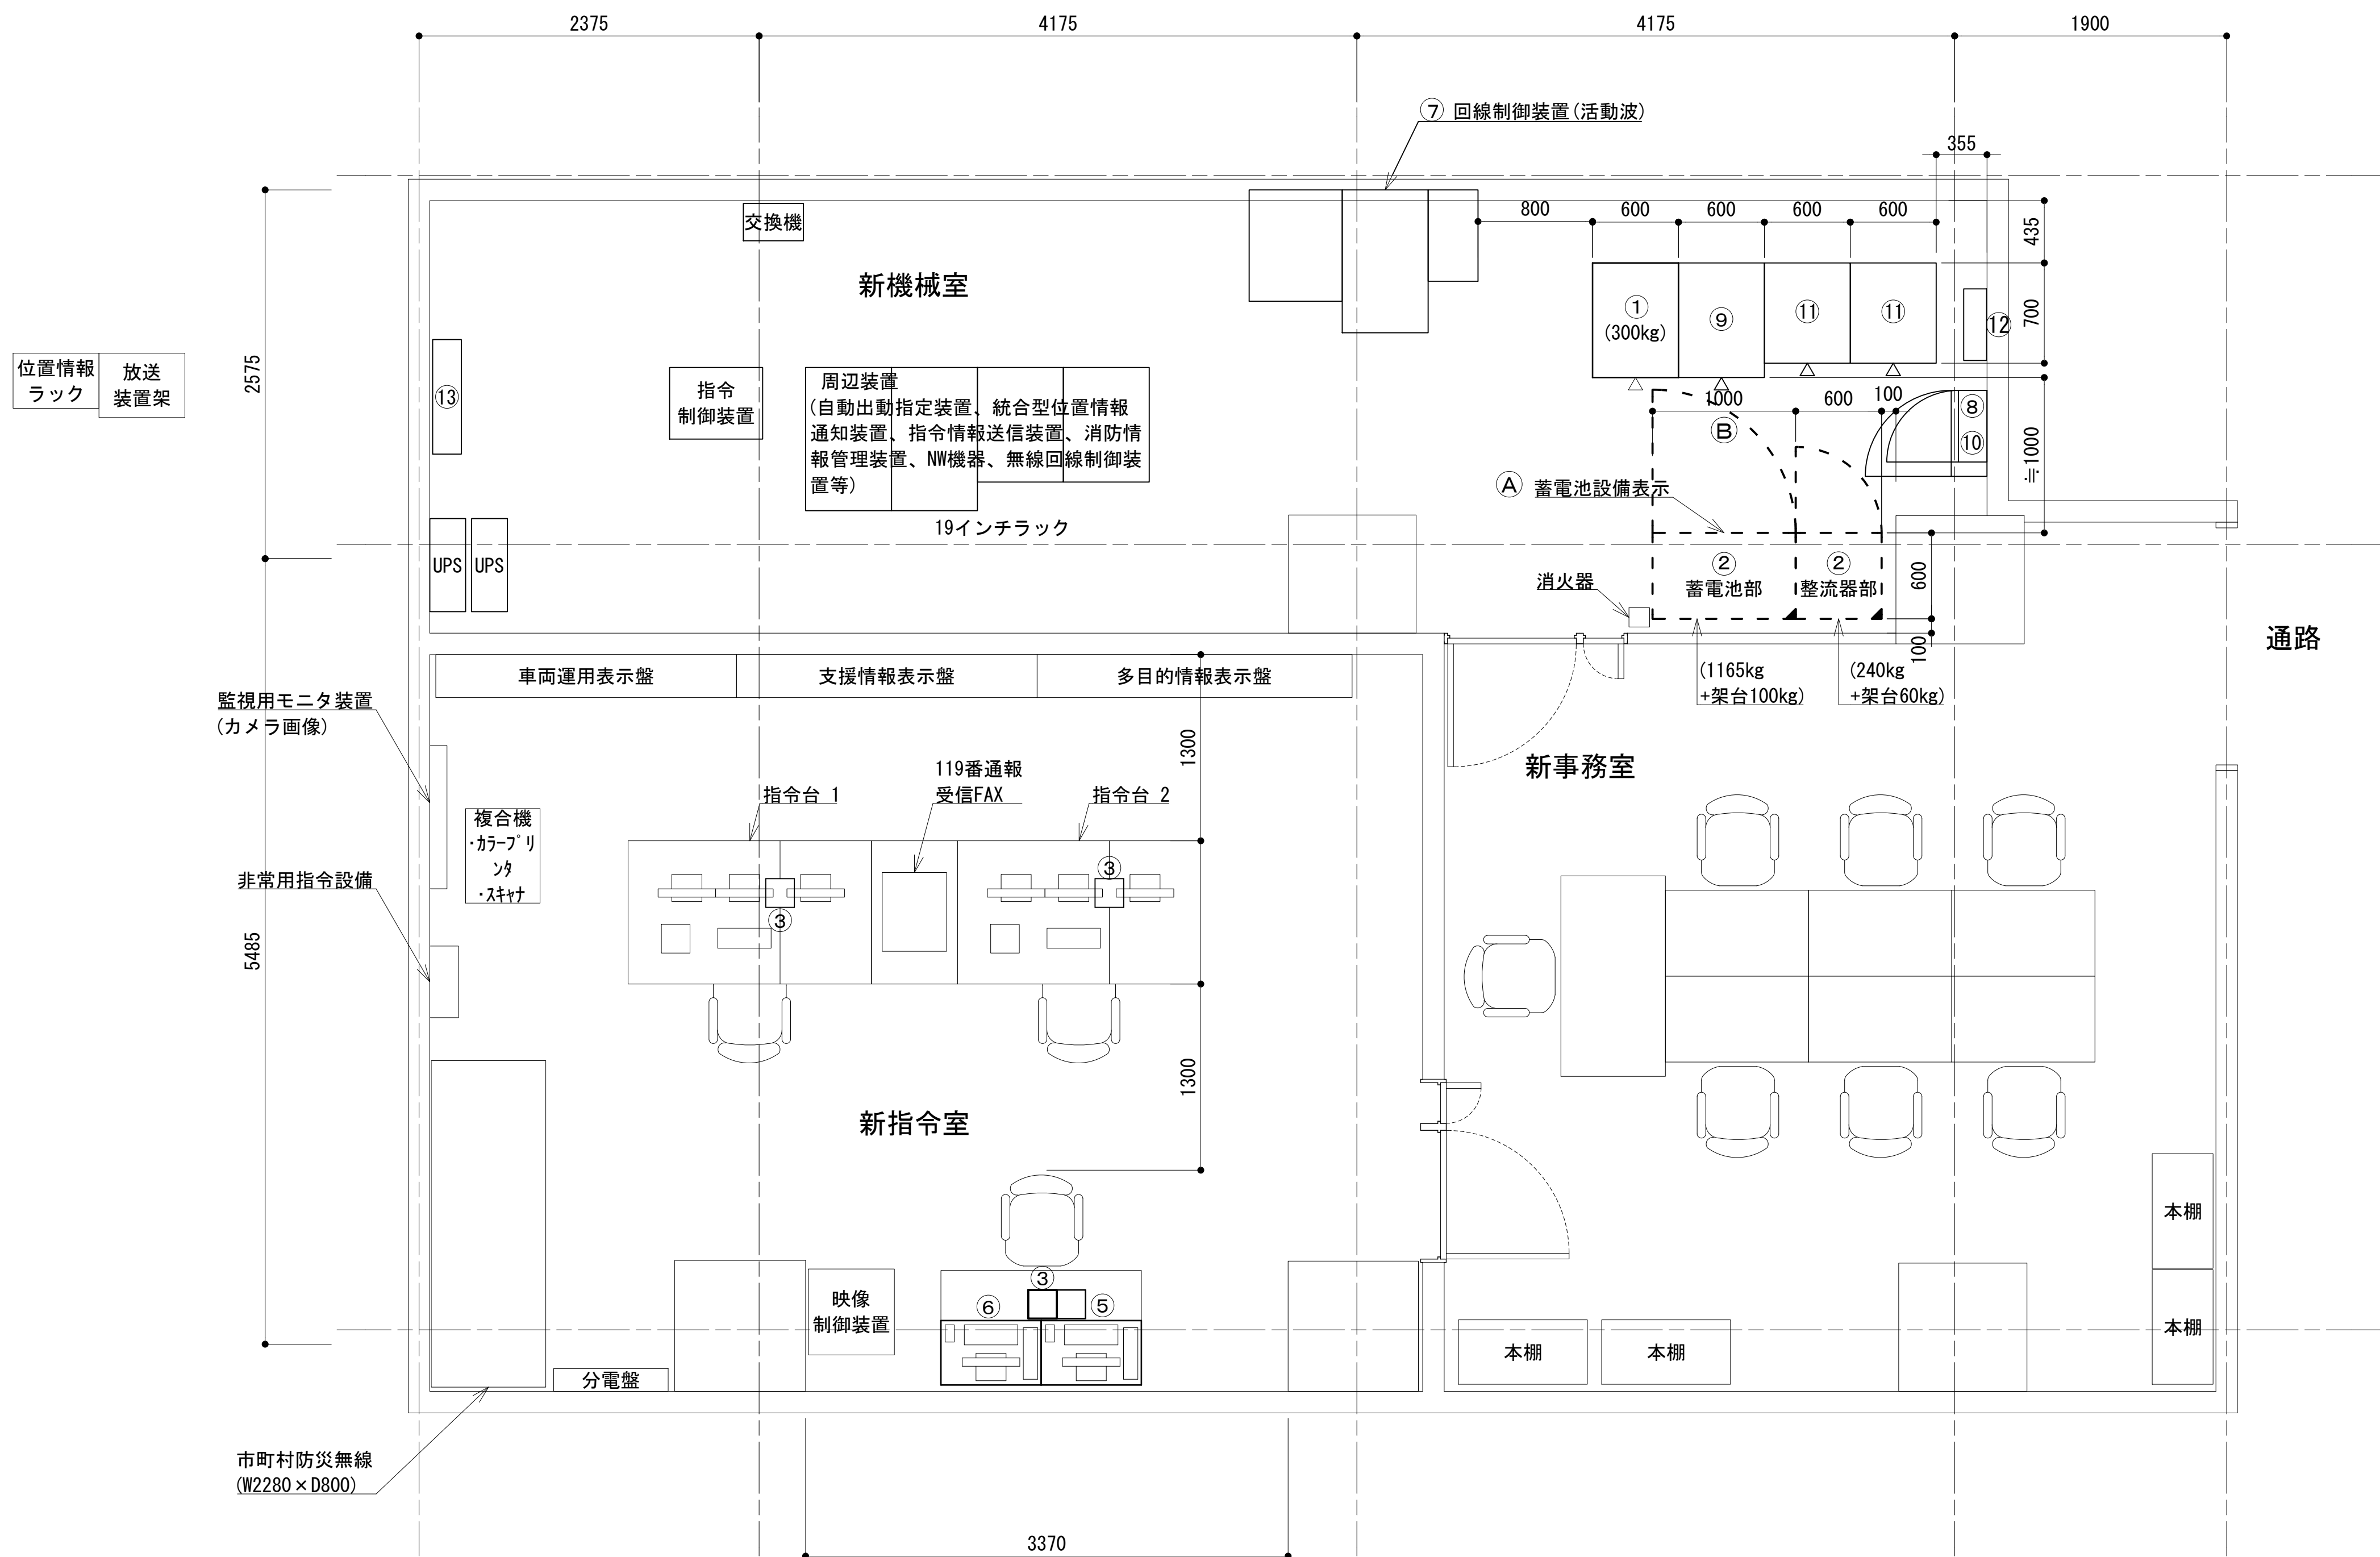 2375
4175
4175
1900
⑦ 回線制御装置(活動波)
355
800
600
600
600
600
435
交換機
新機械室
①
(300kg)
⑨
⑪
⑪
⑫
700
2575
位置情報
ラック
放送
装置架
⑬
指令
制御装置
周辺装置
(自動出動指定装置、統合型位置情報
通知装置、指令情報送信装置、消防情
報管理装置、NW機器、無線回線制御装
置等)
19インチラック
1000
600
100
Ⓑ
⑧
⑩
≒1000
Ⓐ 蓄電池設備表示
UPS
UPS
消火器
②
蓄電池部
②
整流器部
600
100
通路
(1165kg
+架台100kg)
(240kg
+架台60kg)
車両運用表示盤
支援情報表示盤
多目的情報表示盤
監視用モニタ装置
(カメラ画像)
1300
新事務室
119番通報
受信FAX
指令台 1
指令台 2
複合機
・ｶﾗｰﾌﾟﾘ
ﾝﾀ
・ｽｷｬﾅ
③
③
非常用指令設備
5485
1300
新指令室
本棚
③
⑥
⑤
映像
制御装置
本棚
本棚
本棚
分電盤
市町村防災無線
(W2280×D800)
3370